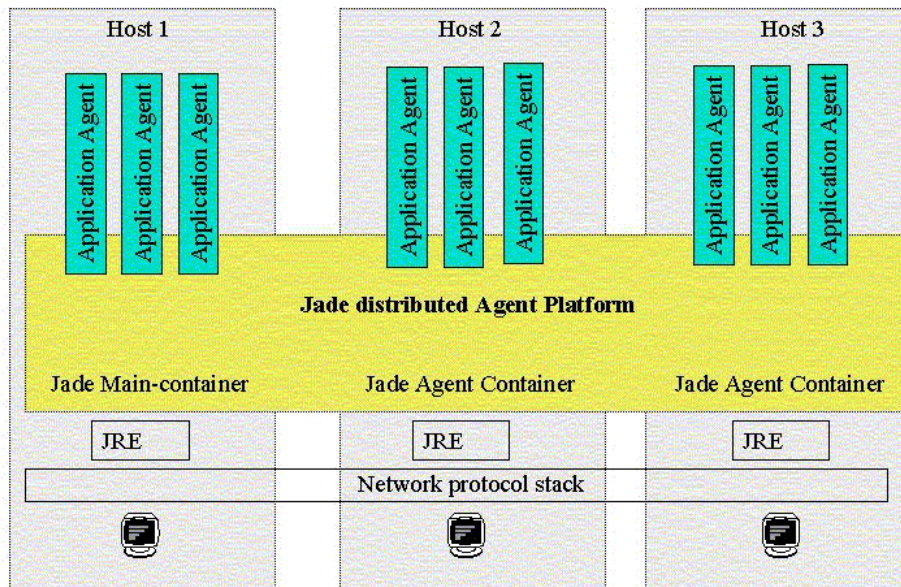 Host 1
Host 2
Host 3
Application Agent
Application Agent
Application Agent
Application Agent
Application Agent
Application Agent
Application Agent
Application Agent
Application Agent
Jade distributed Agent Platform
Jade Main-container
Jade Agent Container
Jade Agent Container
JRE
JRE
JRE
Network protocol stack